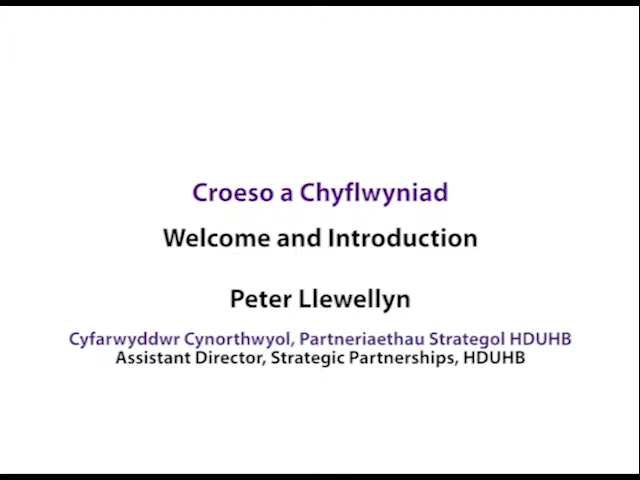 Croeso a Chyflwyniad
Welcome and Introduction
Peter Llewellyn
Cyfarwyddwr Cynorthwyol, Partneriaethau Strategol HDUHB
Assistant Director, Strategic Partnerships, HDUHB